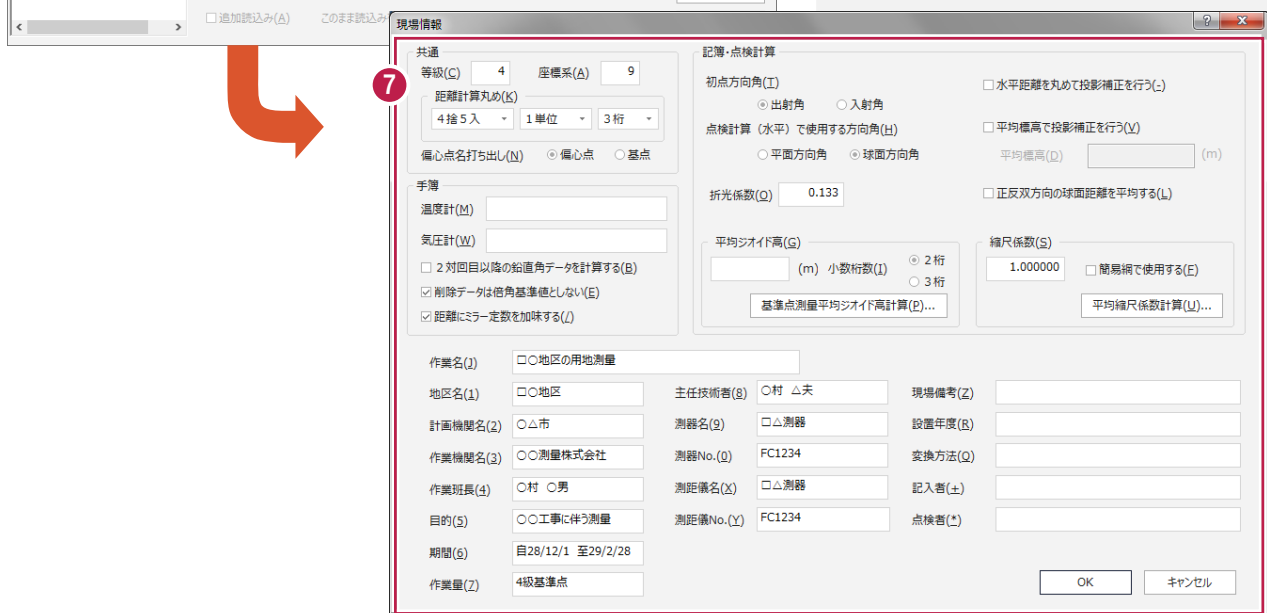 追加読込み(A) このまま読込み
現場情報
7
共通
等級(C) 4 座標系(A) 9
距離計算丸め(K)
4捨5入 1単位 3桁
偏心点名打ち出し(N) 偏心点 基点
手簿
温度計(M)
気圧計(W)
2対回目以降の鉛直角データを計算する(B)
削除データは倍角基準値としない(E)
距離にミラー定数を加味する(/)
記簿・点検計算
初点方向角(T)
出射角 入射角
点検計算(水平)で使用する方向角(H)
平面方向角 球面方向角
折光係数(O) 0.133
水平距離を丸めて投影補正を行う(-)
平均標高で投影補正を行う(V)
平均標高(D) (m)
正反双方向の球面距離を平均する(L)
平均ジオイド高(G)
(m) 小数桁数(I) 2桁
3桁
基準点測量平均ジオイド高計算(P)...
縮尺係数(S)
1.000000 簡易網で使用する(F)
平均縮尺係数計算(U)...
作業名(J) □○地区の用地測量
地区名(1) □○地区 主任技術者(8) ○村 △夫 現場備考(Z)
計画機関名(2) ○△市 測器名(9) □△測器 設置年度(R)
作業機関名(3) ○○測量株式会社 測器No.(0) FC1234 変換方法(Q)
作業班長(4) ○村 ○男 測距儀名(X) □△測器 記入者(+)
目的(5) ○○工事に伴う測量 測距儀No.(Y) FC1234 点検者(*)
期間(6) 自28/12/1 至29/2/28
作業量(7) 4級基準点
OK キャンセル